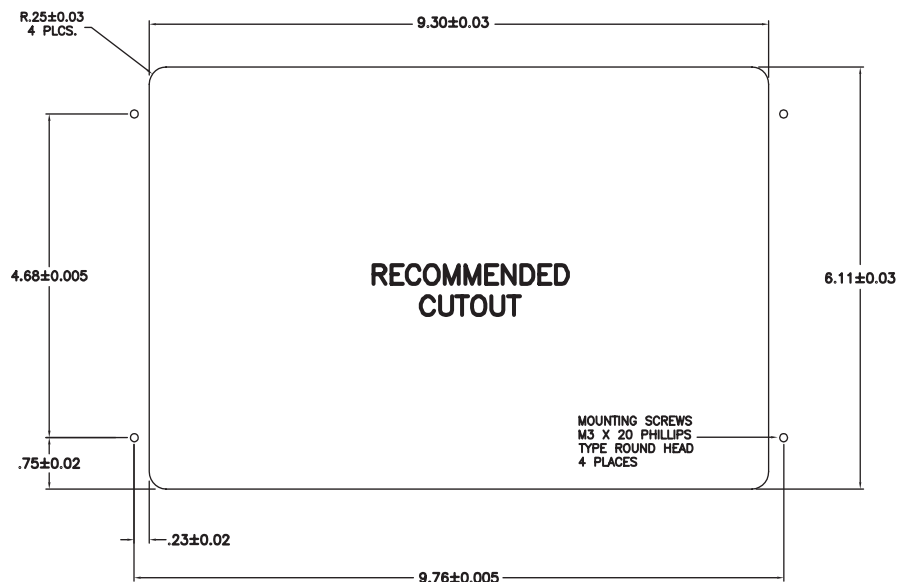 R.25±0.03
4 PLCS.
9.30±0.03
4.68±0.005
RECOMMENDED
CUTOUT
6.11±0.03
MOUNTING SCREWS
M3 X 20 PHILLIPS
TYPE ROUND HEAD
4 PLACES
.75±0.02
.23±0.02
9.76±0.005